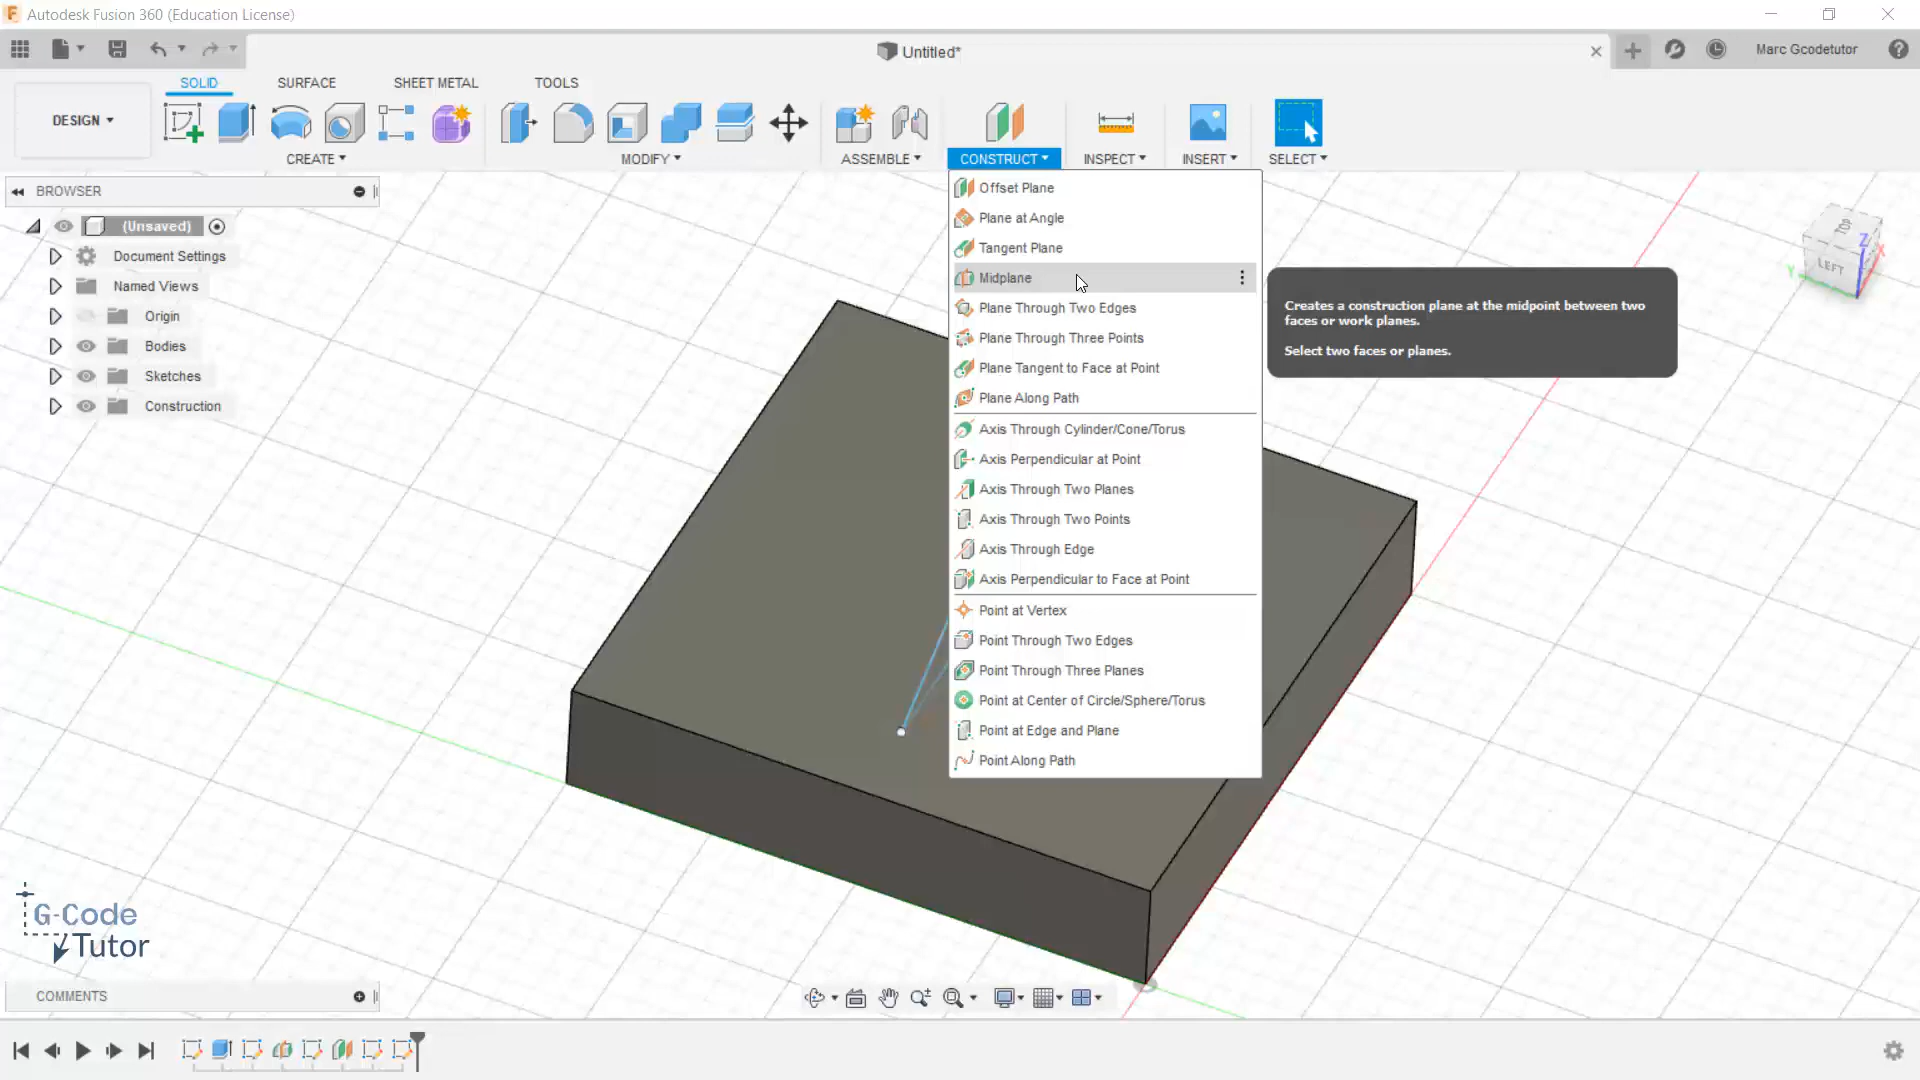 Autodesk Fusion 360 (Education License)
Untitled*
Marc Gcodetutor
DESIGN
SOLID
SURFACE
SHEET METAL
TOOLS
CREATE
MODIFY
ASSEMBLE
CONSTRUCT
INSPECT
INSERT
SELECT
BROWSER
(Unsaved)
Document Settings
Named Views
Origin
Bodies
Sketches
Construction
Offset Plane
Plane at Angle
Tangent Plane
Midplane
Plane Through Two Edges
Plane Through Three Points
Plane Tangent to Face at Point
Plane Along Path
Axis Through Cylinder/Cone/Torus
Axis Perpendicular at Point
Axis Through Two Planes
Axis Through Two Points
Axis Through Edge
Axis Perpendicular to Face at Point
Point at Vertex
Point Through Two Edges
Point Through Three Planes
Point at Center of Circle/Sphere/Torus
Point at Edge and Plane
Point Along Path
Creates a construction plane at the midpoint between two
faces or work planes.
Select two faces or planes.
TOP
LEFT
Z
X
Y
G-Code
Tutor
COMMENTS